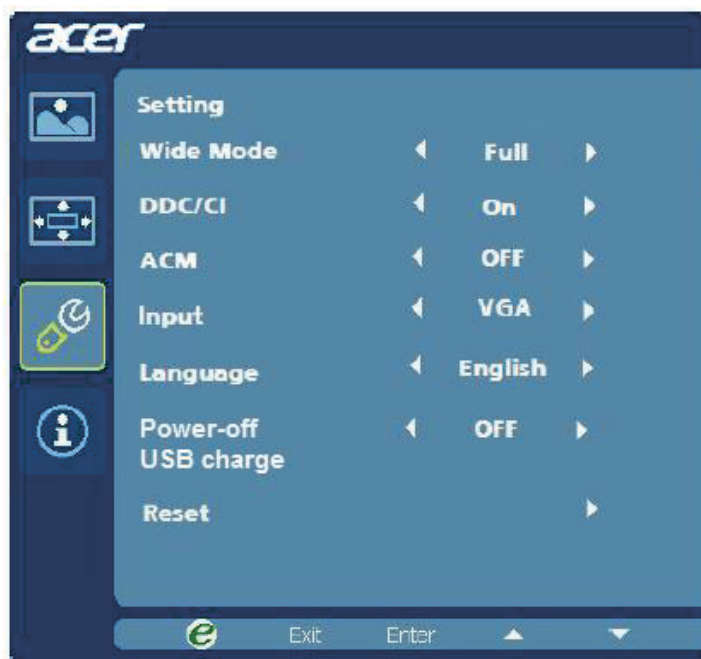 acer
Setting
Wide Mode Full
DDC/CI On
ACM OFF
Input VGA
Language English
Power-off OFF
USB charge
Reset
e Exit Enter